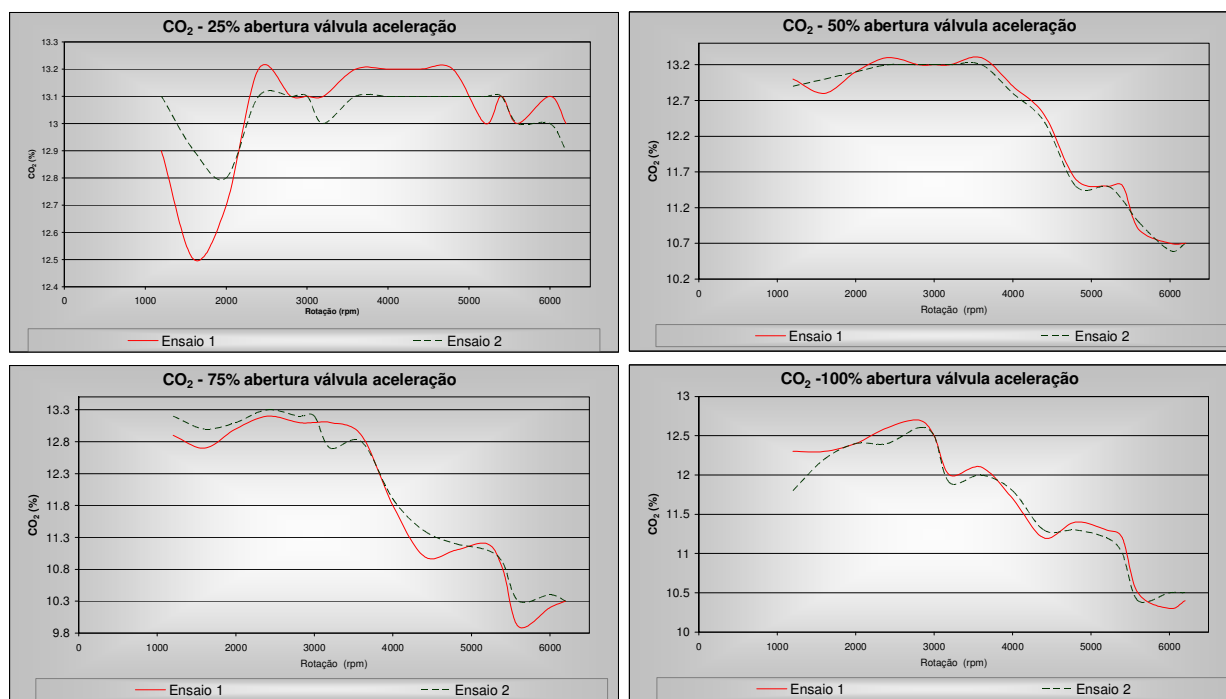 CO₂ - 25% abertura válvula aceleração
13.3
13.2
13.1
13
12.9
12.8
12.7
12.6
12.5
12.4
CO₂ (%)
0 1000 2000 3000 4000 5000 6000
Rotação (rpm)
Ensaio 1 Ensaio 2
CO₂ - 50% abertura válvula aceleração
13.2
12.7
12.2
11.7
11.2
10.7
10.2
CO₂ (%)
0 1000 2000 3000 4000 5000 6000
Rotação (rpm)
Ensaio 1 Ensaio 2
CO₂ - 75% abertura válvula aceleração
13.3
12.8
12.3
11.8
11.3
10.8
10.3
9.8
CO₂ (%)
0 1000 2000 3000 4000 5000 6000
Rotação (rpm)
Ensaio 1 Ensaio 2
CO₂ -100% abertura válvula aceleração
13
12.5
12
11.5
11
10.5
10
CO₂ (%)
0 1000 2000 3000 4000 5000 6000
Rotação (rpm)
Ensaio 1 Ensaio 2